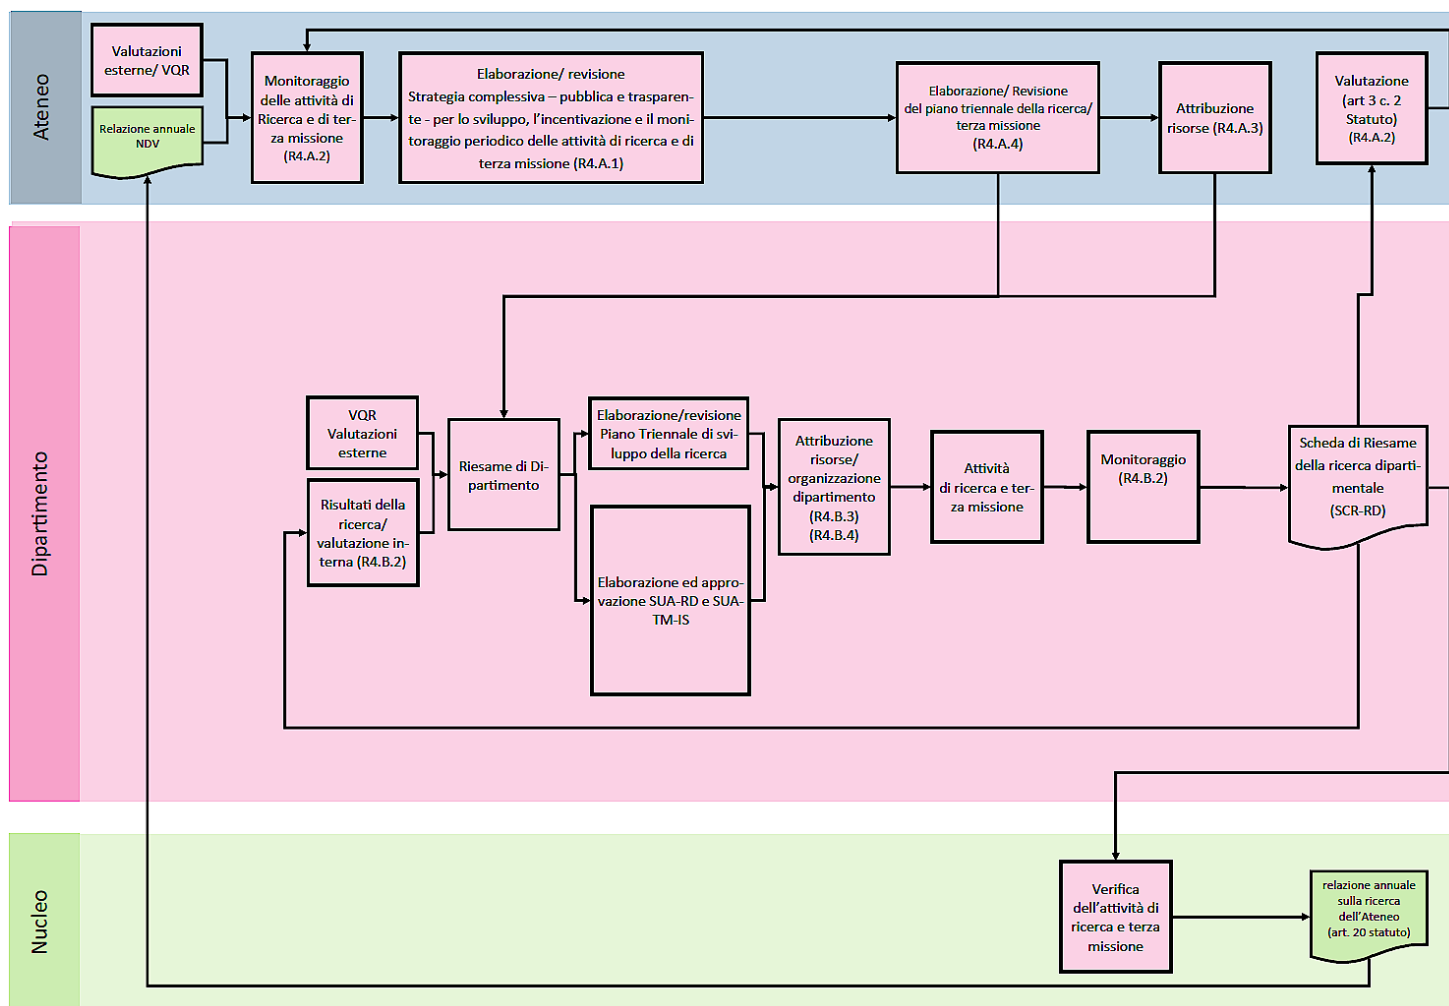 Ateneo
Valutazioni
esterne/ VQR
Relazione annuale
NDV
Monitoraggio
delle attività di
Ricerca e di ter-
za missione
(R4.A.2)
Elaborazione/ revisione
Strategia complessiva – pubblica e trasparen-
te - per lo sviluppo, l’incentivazione e il moni-
toraggio periodico delle attività di ricerca e di
terza missione (R4.A.1)
Elaborazione/ Revisione
del piano triennale della ricerca/
terza missione
(R4.A.4)
Attribuzione
risorse (R4.A.3)
Valutazione
(art 3 c. 2
Statuto)
(R4.A.2)
Dipartimento
VQR
Valutazioni
esterne
Risultati della
ricerca/
valutazione in-
terna (R4.B.2)
Riesame di Di-
partimento
Elaborazione/revisione
Piano Triennale di svi-
luppo della ricerca
Elaborazione ed appro-
vazione SUA-RD e SUA-
TM-IS
Attribuzione
risorse/
organizzazione
dipartimento
(R4.B.3)
(R4.B.4)
Attività
di ricerca e ter-
za missione
Monitoraggio
(R4.B.2)
Scheda di Riesame
della ricerca diparti-
mentale
(SCR-RD)
Nucleo
Verifica
dell’attività di
ricerca e terza
missione
relazione annuale
sulla ricerca
dell’Ateneo
(art. 20 statuto)